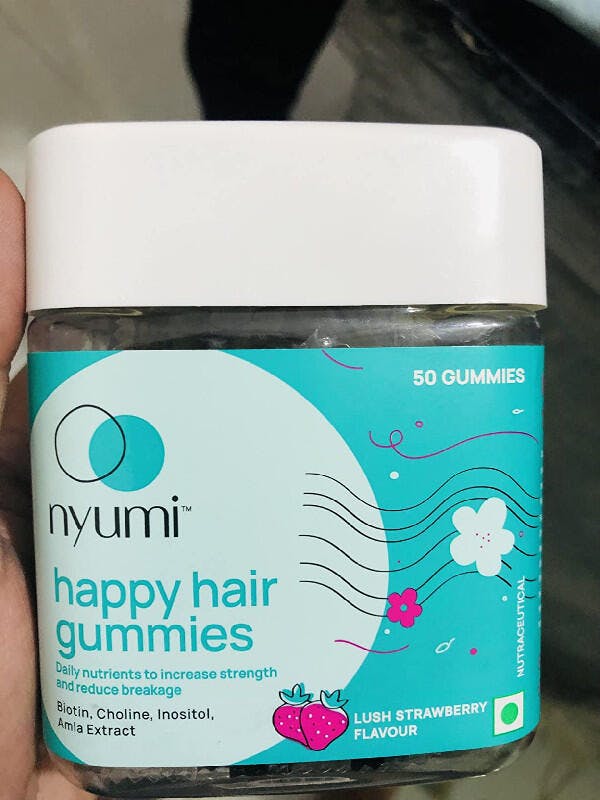 50 GUMMIES
nyumi™
happy hair
gummies
Daily nutrients to increase strength
and reduce breakage
Biotin, Choline, Inositol,
Amla Extract
LUSH STRAWBERRY
FLAVOUR
NUTRACEUTICAL